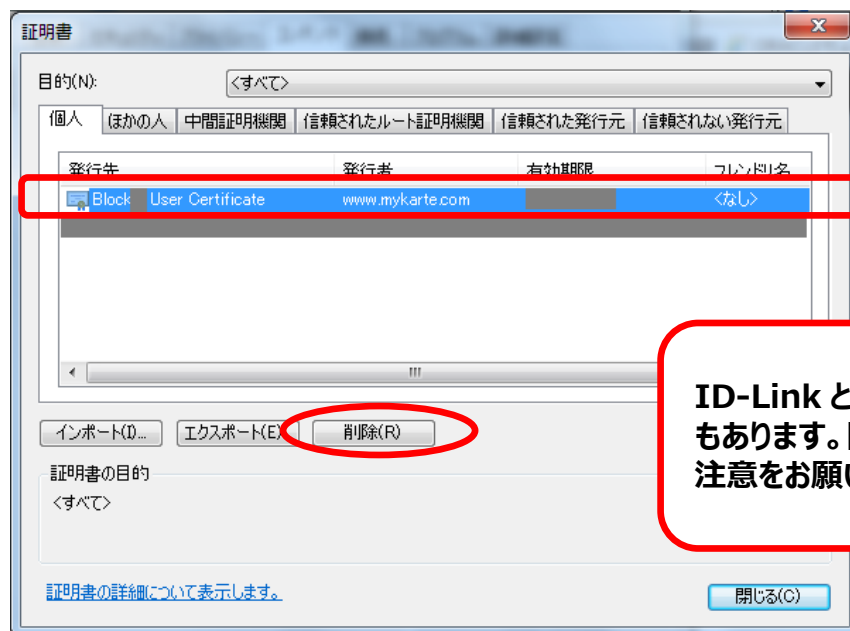 証明書
目的(N):
<すべて>
個人 ほかの人 中間証明機関 信頼されたルート証明機関 信頼された発行元 信頼されない発行元
発行先 発行者 有効期限 フレンドリ名
Block User Certificate www.mykarte.com <なし>
ID-Link と
もあります。
注意をお願い
インポート(I)... エクスポート(E) 削除(R)
証明書の目的
<すべて>
証明書の詳細について表示します。
閉じる(C)